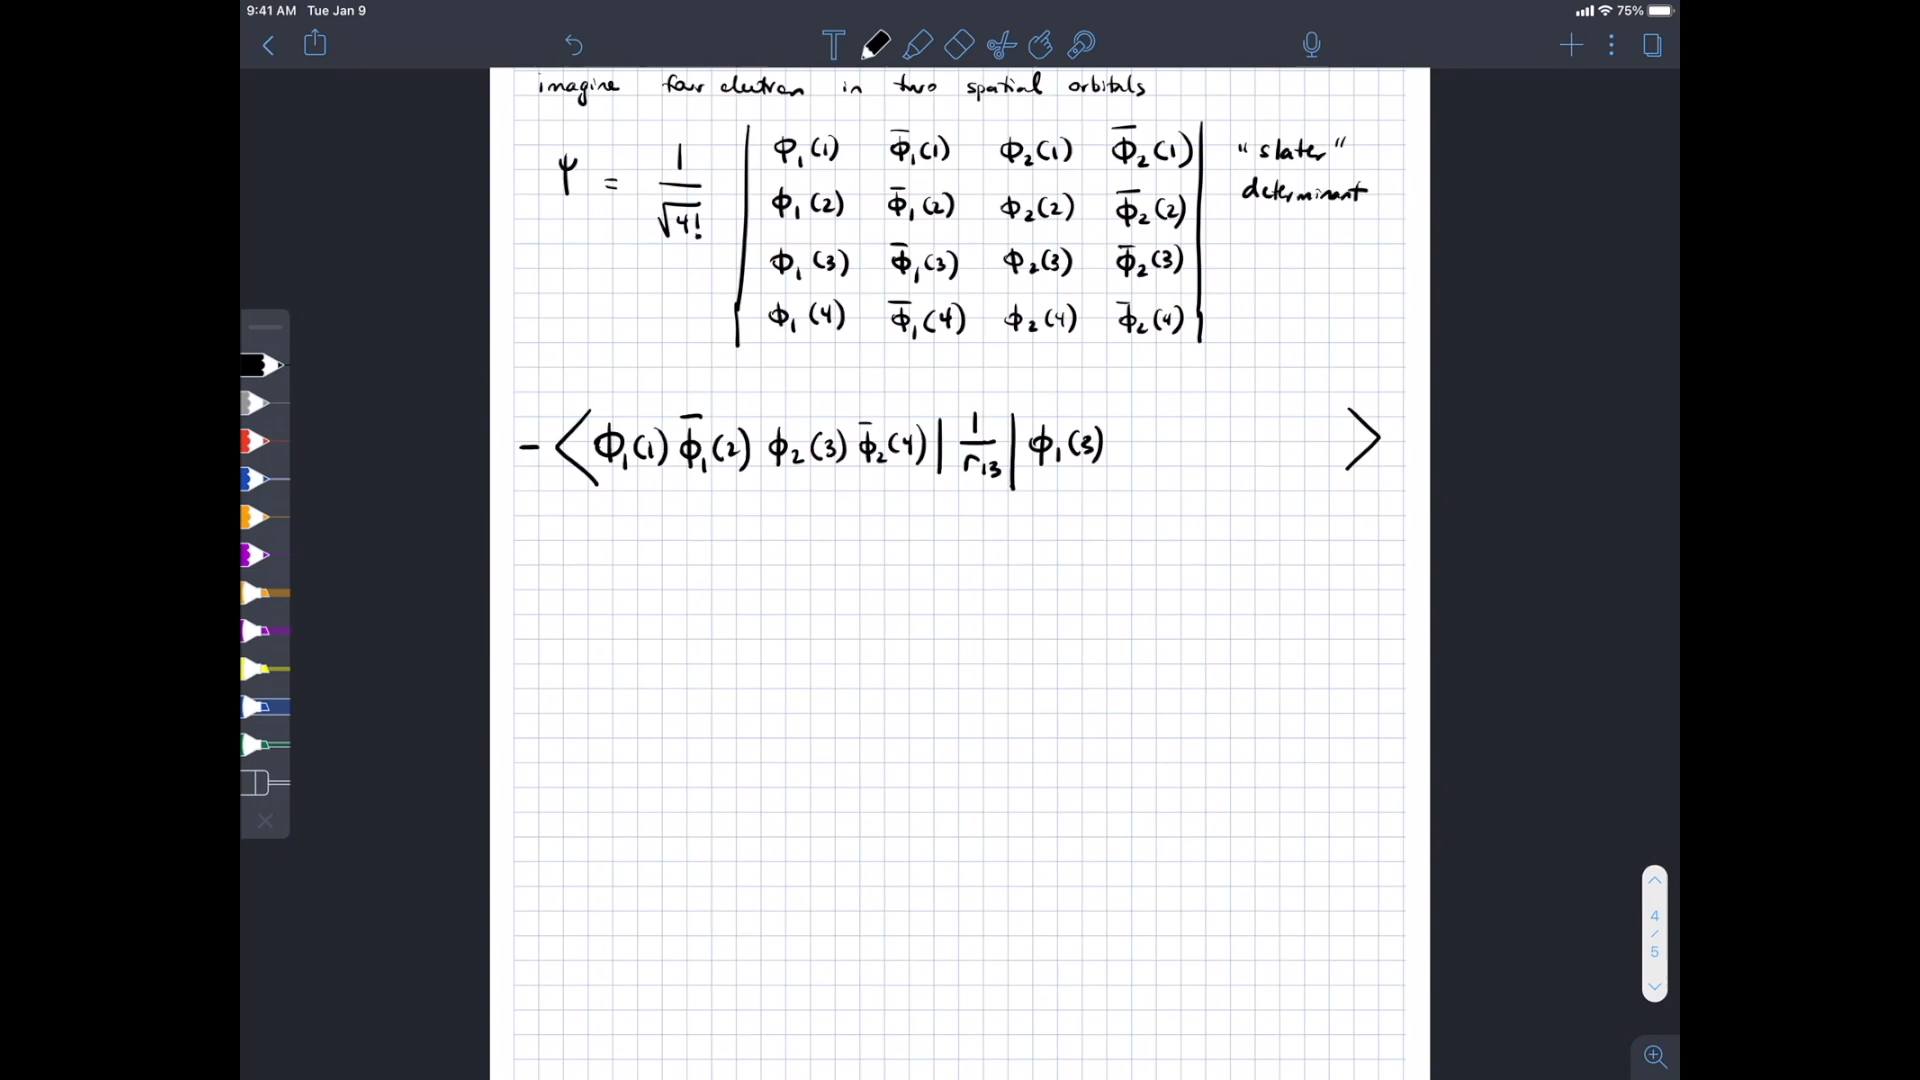 9:41 AM Tue Jan 9
75%
T
imagine four electron in two spatial orbitals
Ψ = 1/√4! | ϕ₁(1) ϕ̅₁(1) ϕ₂(1) ϕ̅₂(1) | "slater"
ϕ₁(2) ϕ̅₁(2) ϕ₂(2) ϕ̅₂(2) determinant
ϕ₁(3) ϕ̅₁(3) ϕ₂(3) ϕ̅₂(3)
ϕ₁(4) ϕ̅₁(4) ϕ₂(4) ϕ̅₂(4)
- < ϕ₁(1) ϕ̅₁(2) ϕ₂(3) ϕ̅₂(4) | 1/r₁₃ | ϕ₁(3) >
4
/
5